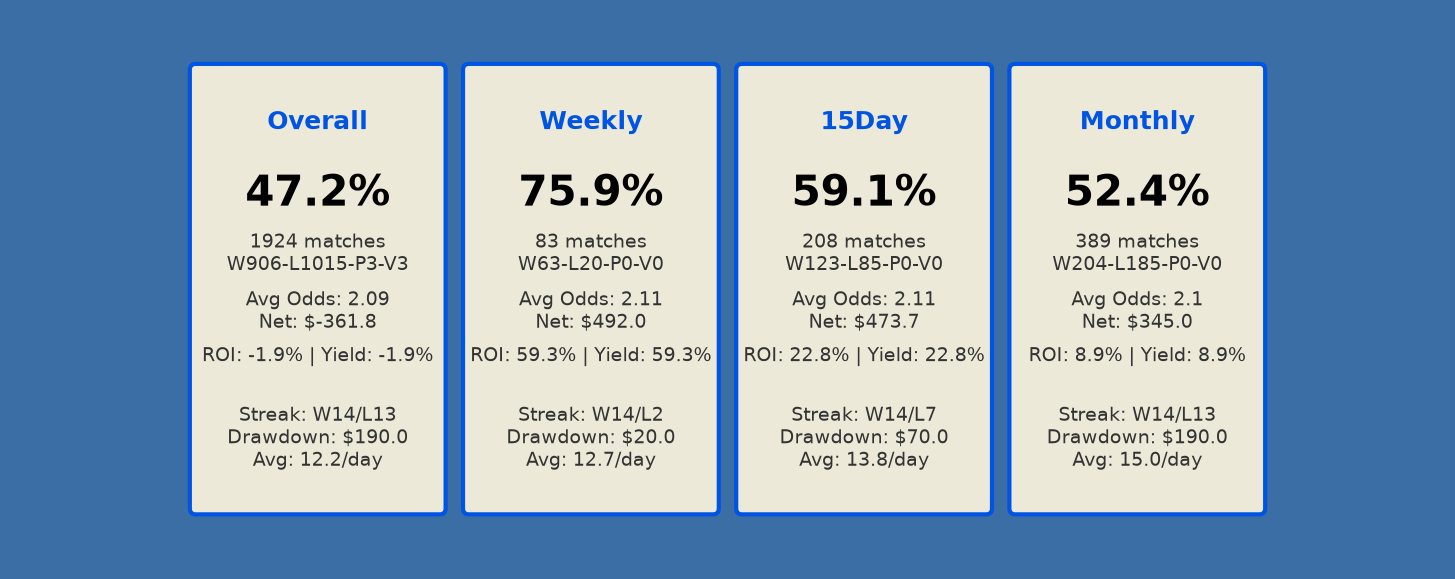 Overall
47.2%
1924 matches
W906-L1015-P3-V3
Avg Odds: 2.09
Net: $-361.8
ROI: -1.9% | Yield: -1.9%
Streak: W14/L13
Drawdown: $190.0
Avg: 12.2/day
Weekly
75.9%
83 matches
W63-L20-P0-V0
Avg Odds: 2.11
Net: $492.0
ROI: 59.3% | Yield: 59.3%
Streak: W14/L2
Drawdown: $20.0
Avg: 12.7/day
15Day
59.1%
208 matches
W123-L85-P0-V0
Avg Odds: 2.11
Net: $473.7
ROI: 22.8% | Yield: 22.8%
Streak: W14/L7
Drawdown: $70.0
Avg: 13.8/day
Monthly
52.4%
389 matches
W204-L185-P0-V0
Avg Odds: 2.1
Net: $345.0
ROI: 8.9% | Yield: 8.9%
Streak: W14/L13
Drawdown: $190.0
Avg: 15.0/day